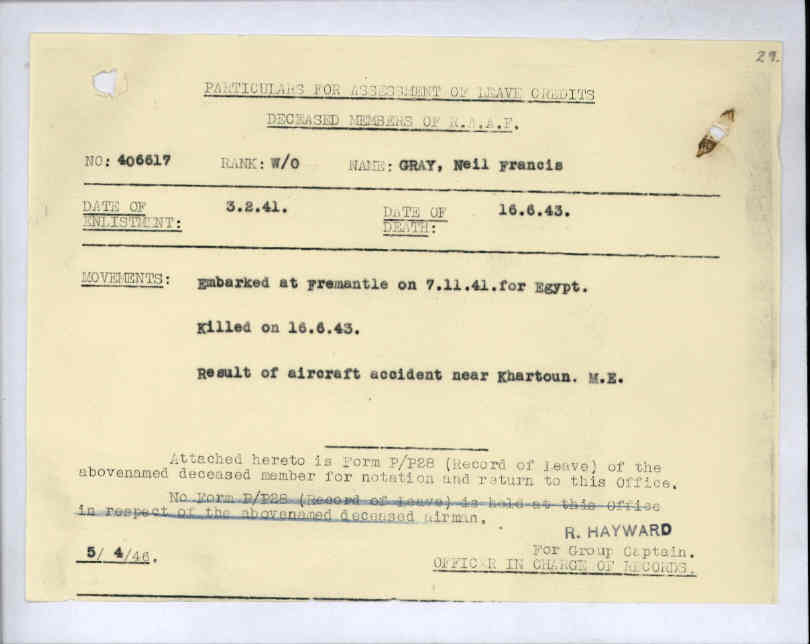 29.
PARTICULARS FOR ASSESSMENT OF LEAVE CREDITS
DECEASED MEMBERS OF R.A.A.F.
NO: 406617 RANK: W/O NAME: GRAY, Neil Francis
DATE OF ENLISTMENT: 3.2.41. DATE OF DEATH: 16.6.43.
MOVEMENTS: Embarked at Fremantle on 7.11.41.for Egypt.
Killed on 16.6.43.
Result of aircraft accident near Khartoun. M.E.
Attached hereto is Form P/P28 (Record of Leave) of the
abovenamed deceased member for notation and return to this Office.
No Form P/P28 (Record of Leave) is held at this Office
in respect of the abovenamed deceased airman.
R. HAYWARD
5/ 4/46.
For Group Captain.
OFFICER IN CHARGE OF RECORDS.